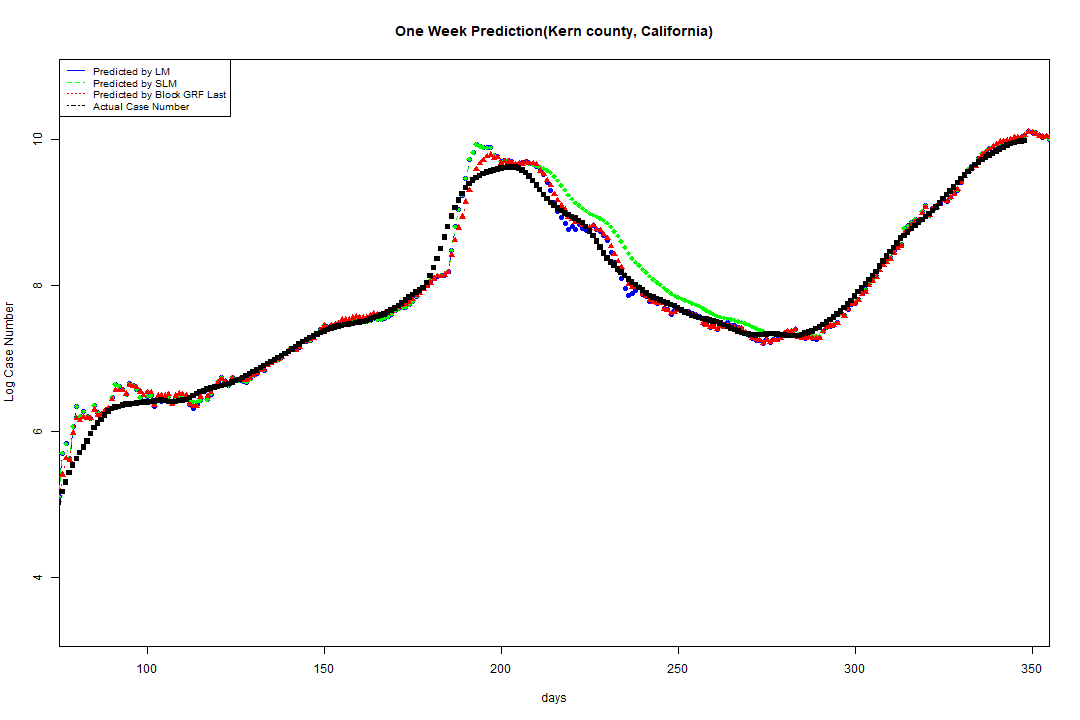 One Week Prediction(Kern county, California)
Predicted by LM
Predicted by SLM
Predicted by Block GRF Last
Actual Case Number
Log Case Number
10
8
6
4
100 150 200 250 300 350
days